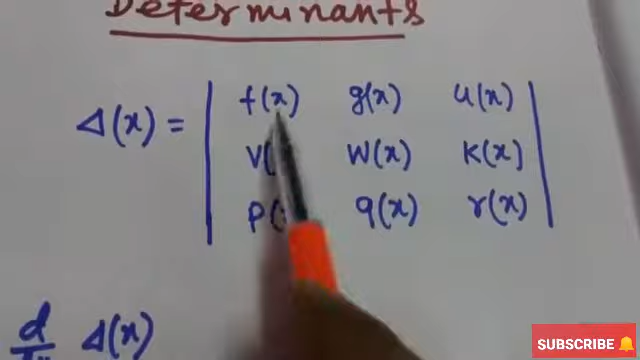 Determinants
Δ(x) = | f(x) g(x) u(x) |
| V( W(x) K(x) |
| P( q(x) r(x) |
d Δ(x)
SUBSCRIBE